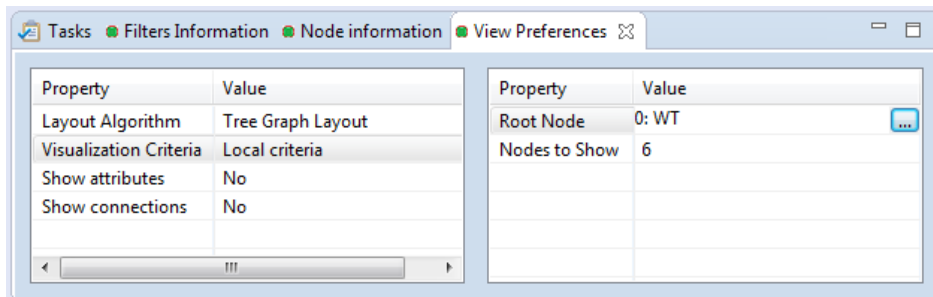 Tasks Filters Information Node information View Preferences
Property Value
Layout Algorithm Tree Graph Layout
Visualization Criteria Local criteria
Show attributes No
Show connections No
Property Value
Root Node 0: WT ...
Nodes to Show 6